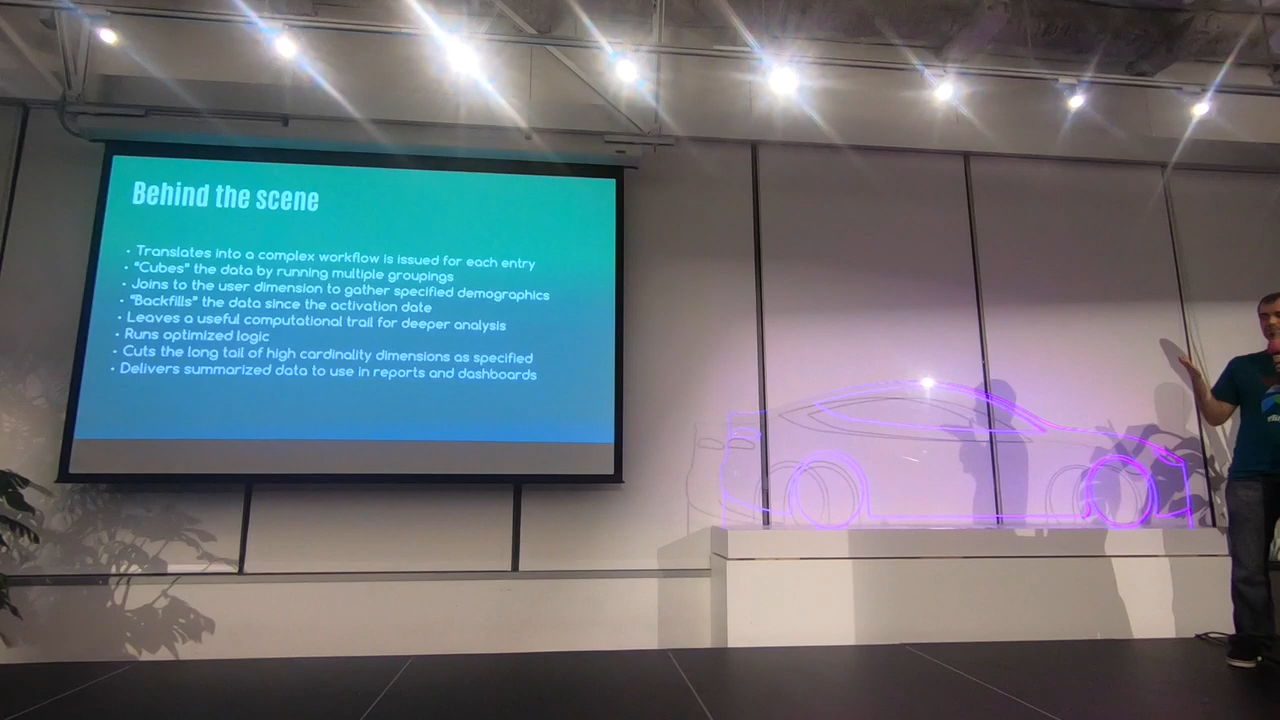 Behind the scene
• Translates into a complex workflow is issued for each entry
• "Cubes" the data by running multiple groupings
• Joins to the user dimension to gather specified demographics
• "Backfills" the data since the activation date
• Leaves a useful computational trail for deeper analysis
• Runs optimized logic
• Cuts the long tail of high cardinality dimensions as specified
• Delivers summarized data to use in reports and dashboards